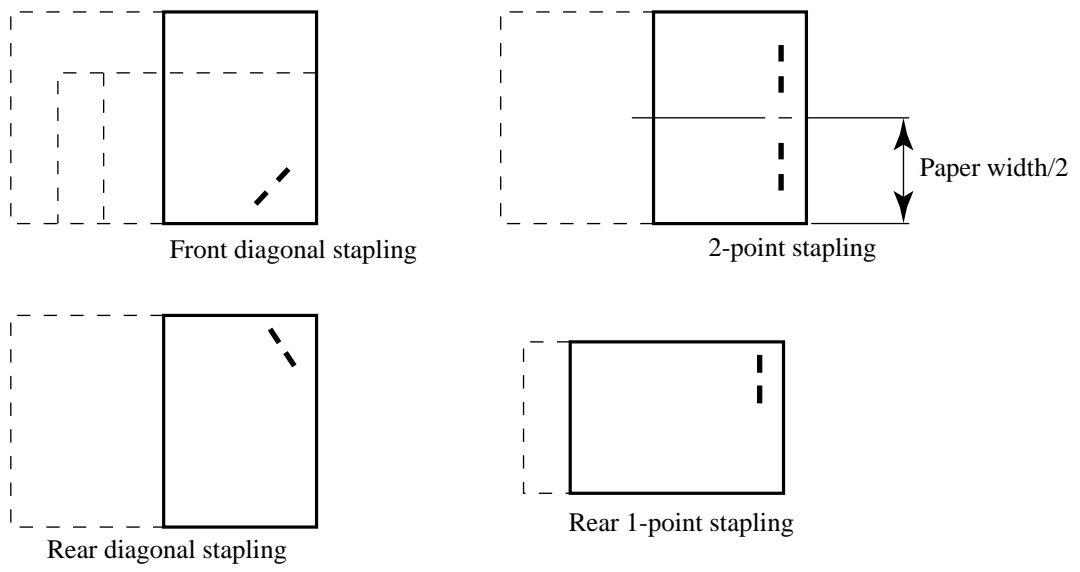 Paper width/2
Front diagonal stapling
2-point stapling
Rear 1-point stapling
Rear diagonal stapling